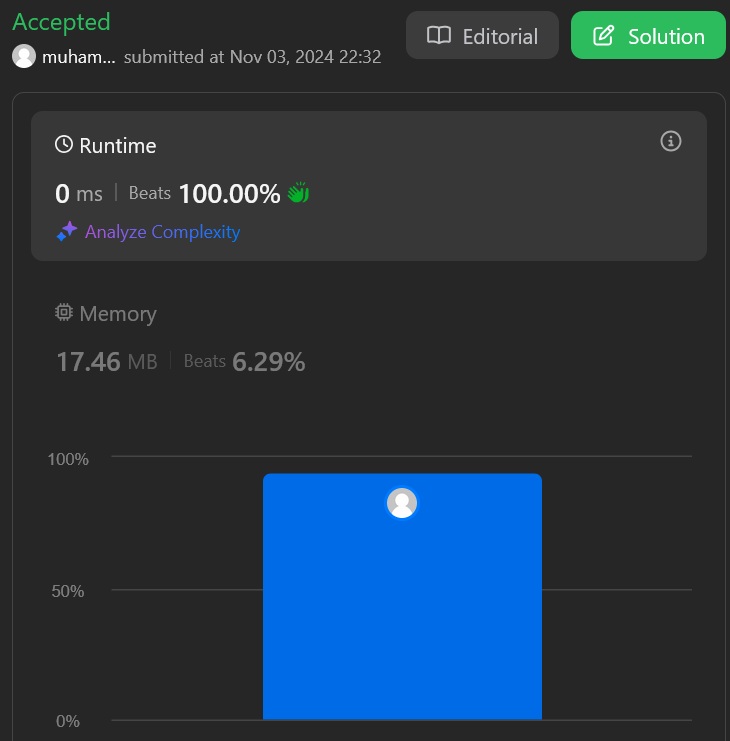 Accepted
muham... submitted at Nov 03, 2024 22:32
Editorial
Solution
Runtime
0 ms | Beats 100.00%
Analyze Complexity
Memory
17.46 MB | Beats 6.29%
100%
50%
0%